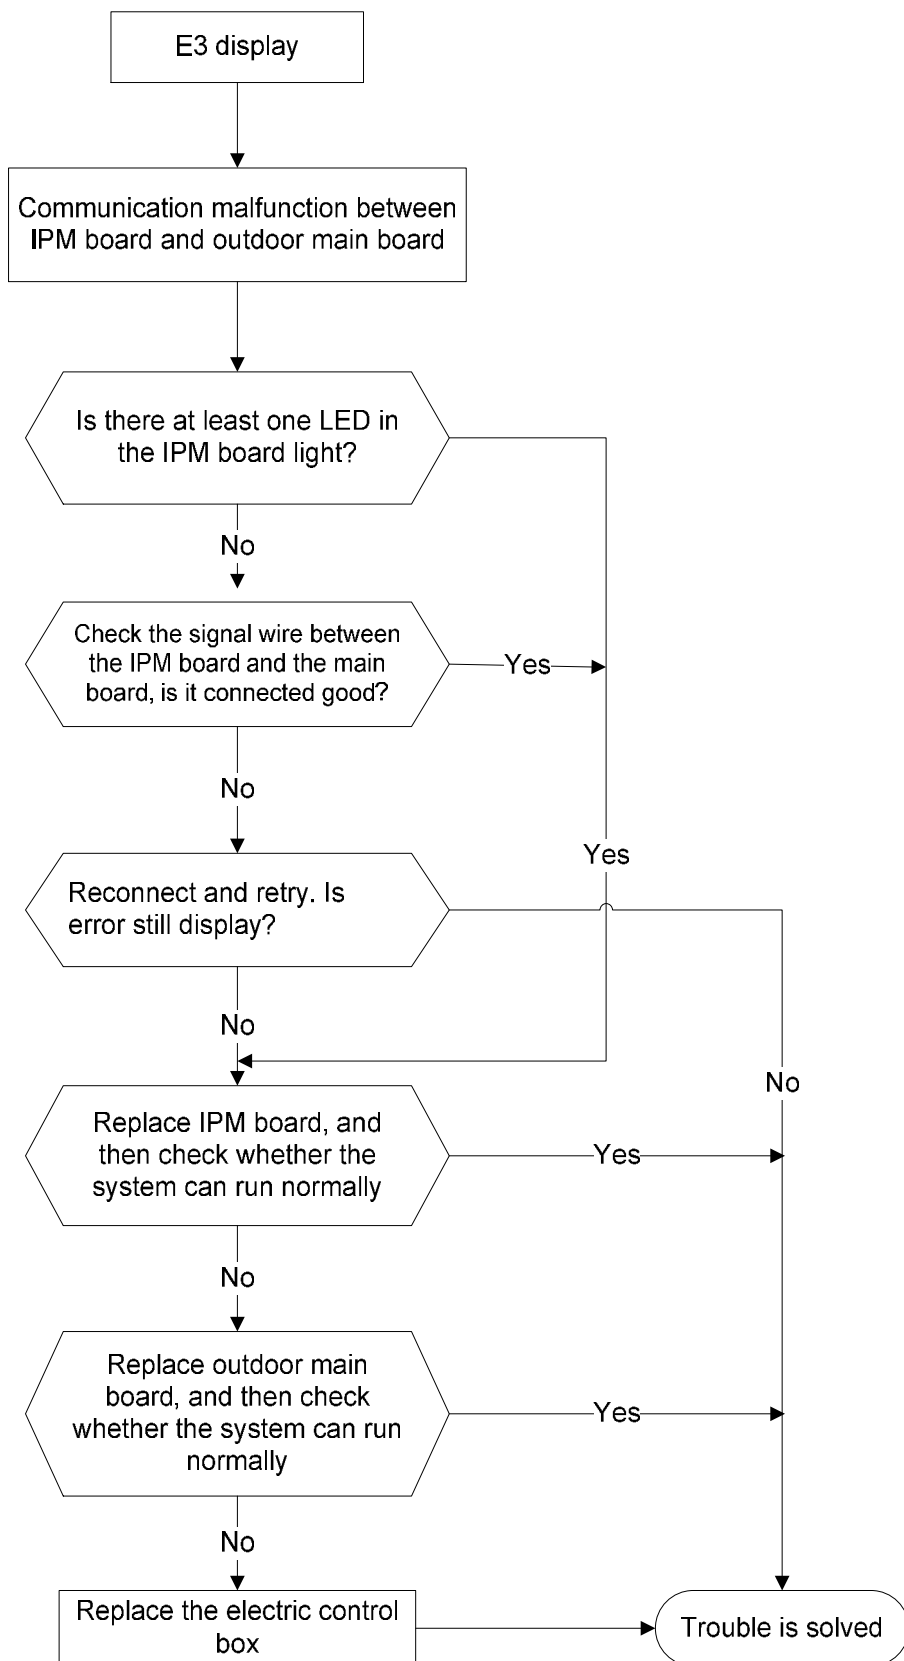 E3 display
Communication malfunction between
IPM board and outdoor main board
Is there at least one LED in
the IPM board light?
No
Check the signal wire between
the IPM board and the main
board, is it connected good?
Yes
No
Yes
Reconnect and retry. Is
error still display?
No
No
Replace IPM board, and
then check whether the
system can run normally
Yes
No
Replace outdoor main
board, and then check
whether the system can run
normally
Yes
No
Replace the electric control
box
Trouble is solved